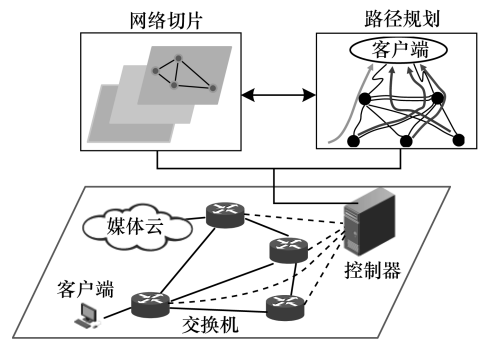 网络切片
路径规划
客户端
媒体云
控制器
客户端
交换机